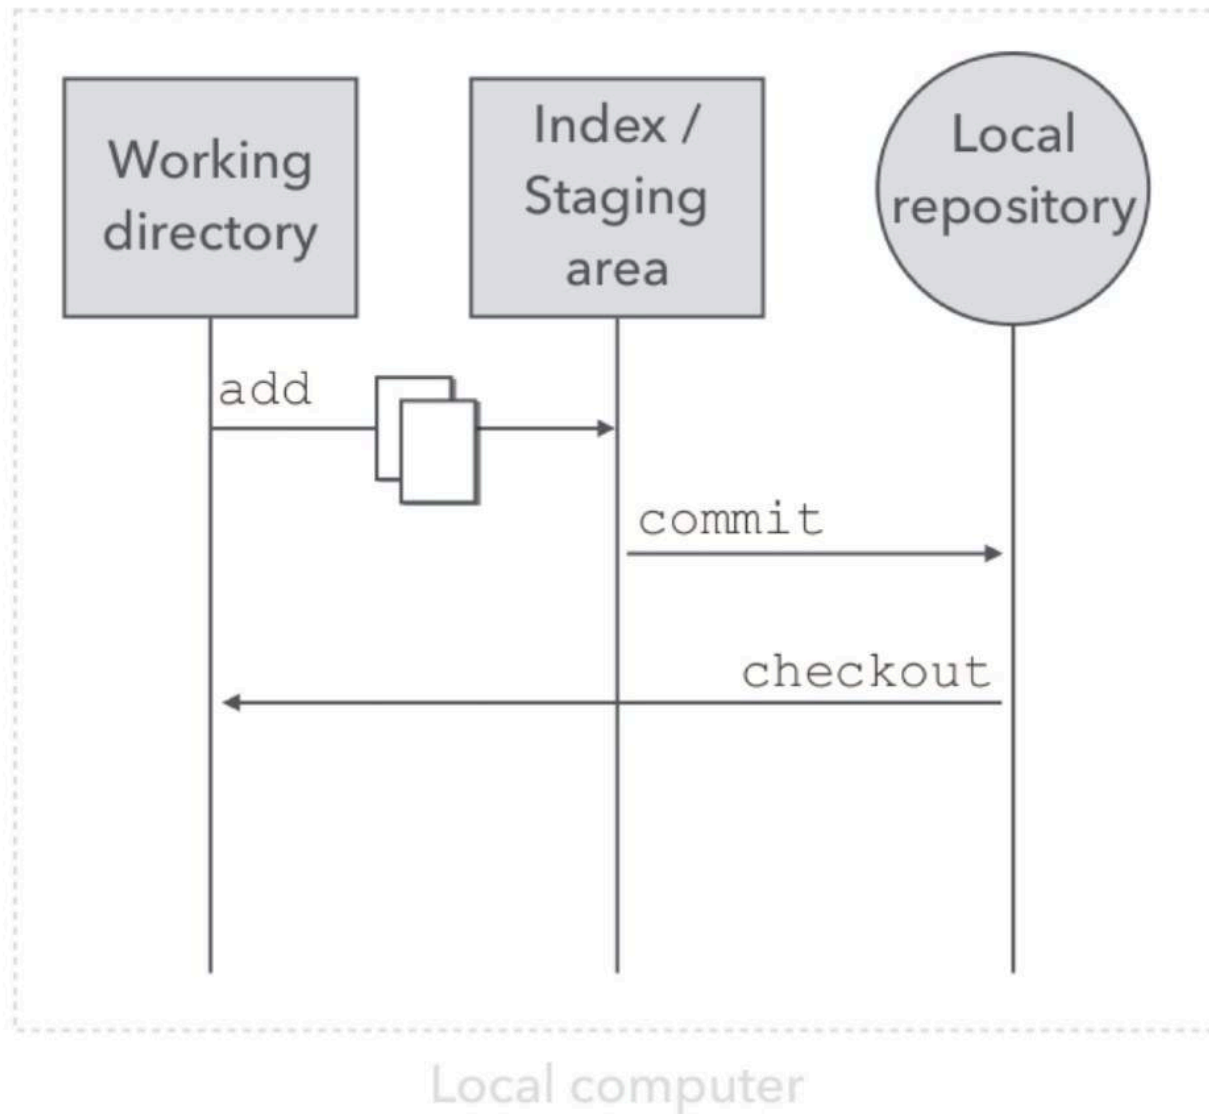 Working
directory
Index /
Staging
area
Local
repository
add
commit
checkout
Local computer